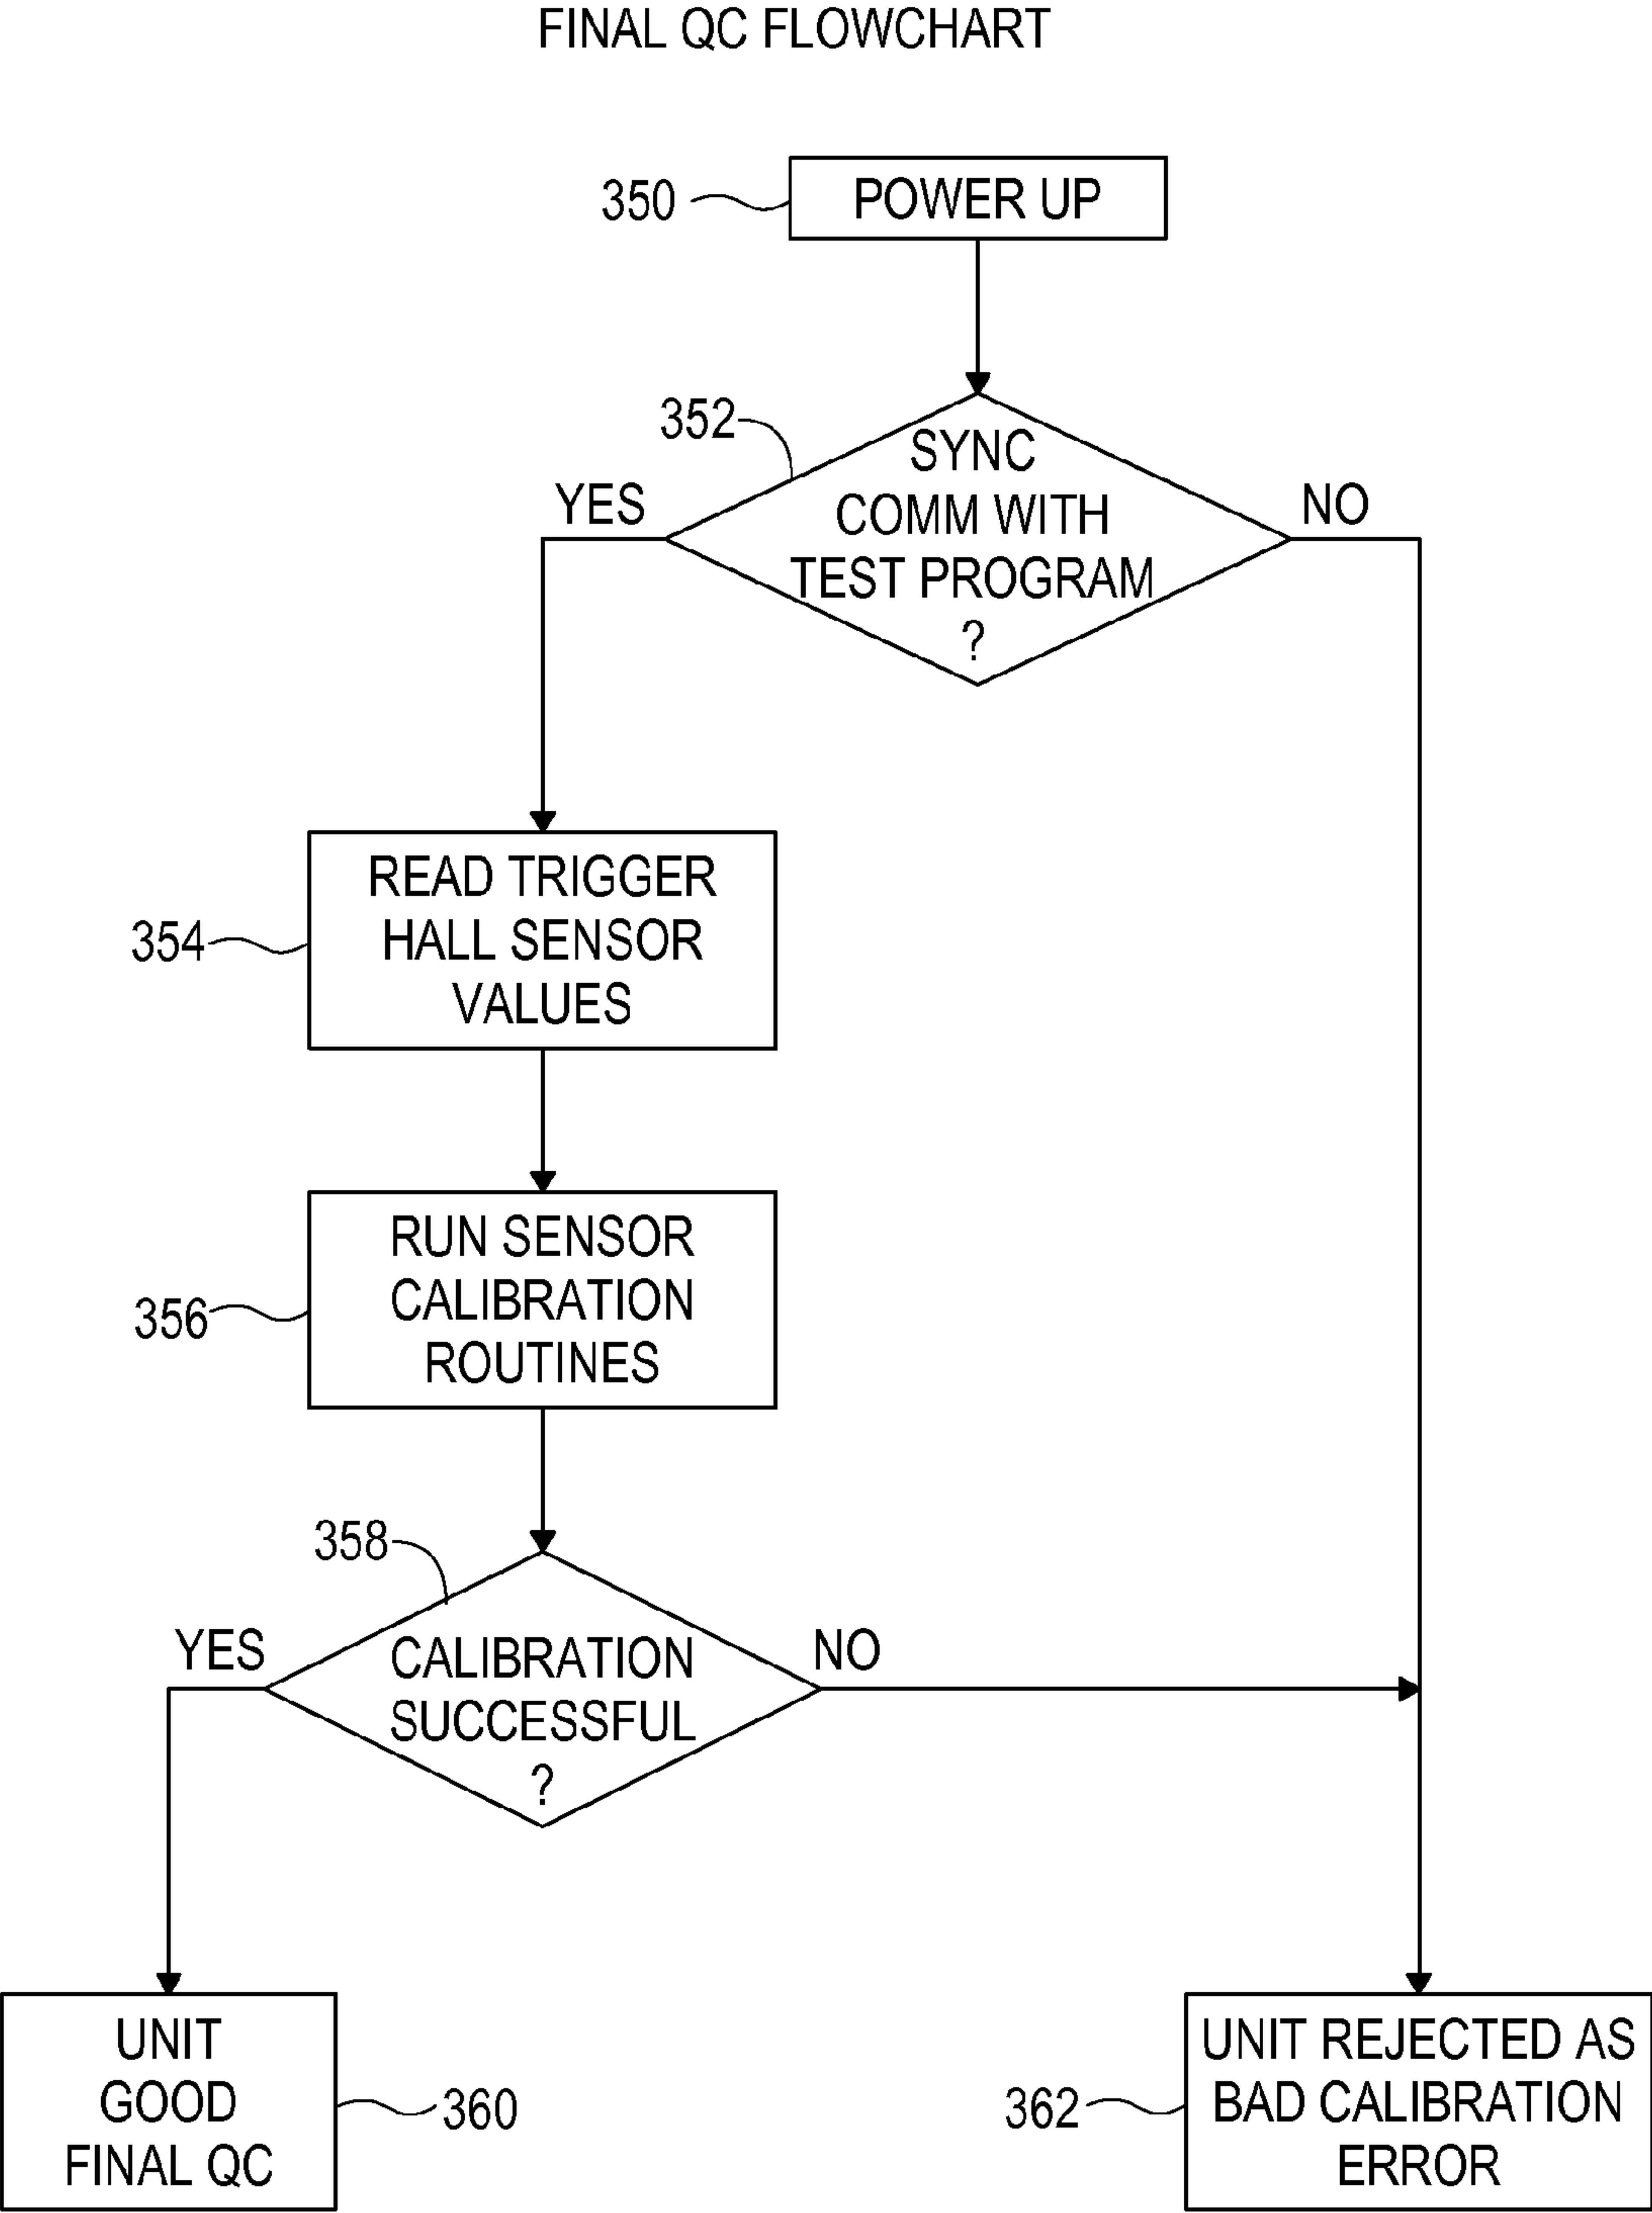 FINAL QC FLOWCHART
350
POWER UP
352
SYNC
COMM WITH
TEST PROGRAM
?
YES
NO
354
READ TRIGGER
HALL SENSOR
VALUES
356
RUN SENSOR
CALIBRATION
ROUTINES
358
CALIBRATION
SUCCESSFUL
?
YES
NO
UNIT
GOOD
FINAL QC
360
362
UNIT REJECTED AS
BAD CALIBRATION
ERROR